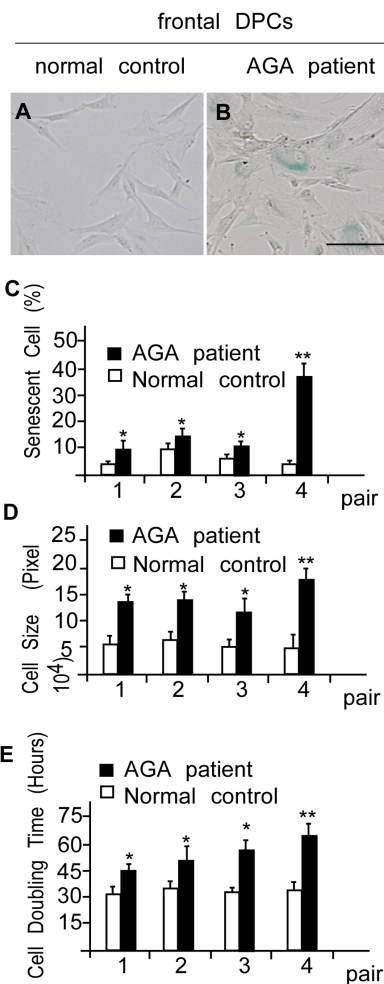 frontal DPCs
normal control AGA patient
A B
C
Senescent Cell (%)
50
40
30
20
10
AGA patient
Normal control
* * * **
1 2 3 4
pair
D
Cell Size (Pixel
10⁴)
25
20
15
10
5
AGA patient
Normal control
* * * **
1 2 3 4
pair
E
Cell Doubling Time (Hours)
75
60
45
30
15
AGA patient
Normal control
* * * **
1 2 3 4
pair